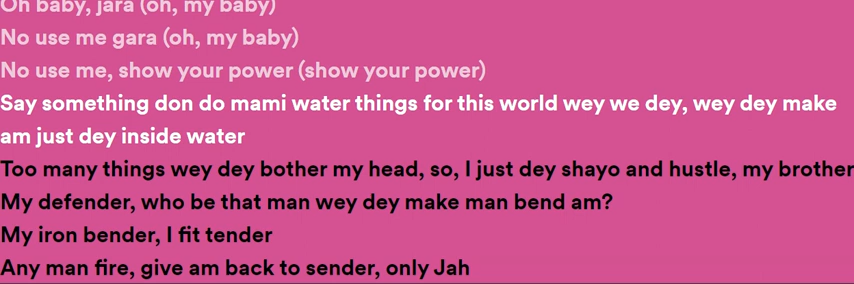 Oh baby, jara (oh, my baby)
No use me gara (oh, my baby)
No use me, show your power (show your power)
Say something don do mami water things for this world wey we dey, wey dey make
am just dey inside water
Too many things wey dey bother my head, so, I just dey shayo and hustle, my brother
My defender, who be that man wey dey make man bend am?
My iron bender, I fit tender
Any man fire, give am back to sender, only Jah